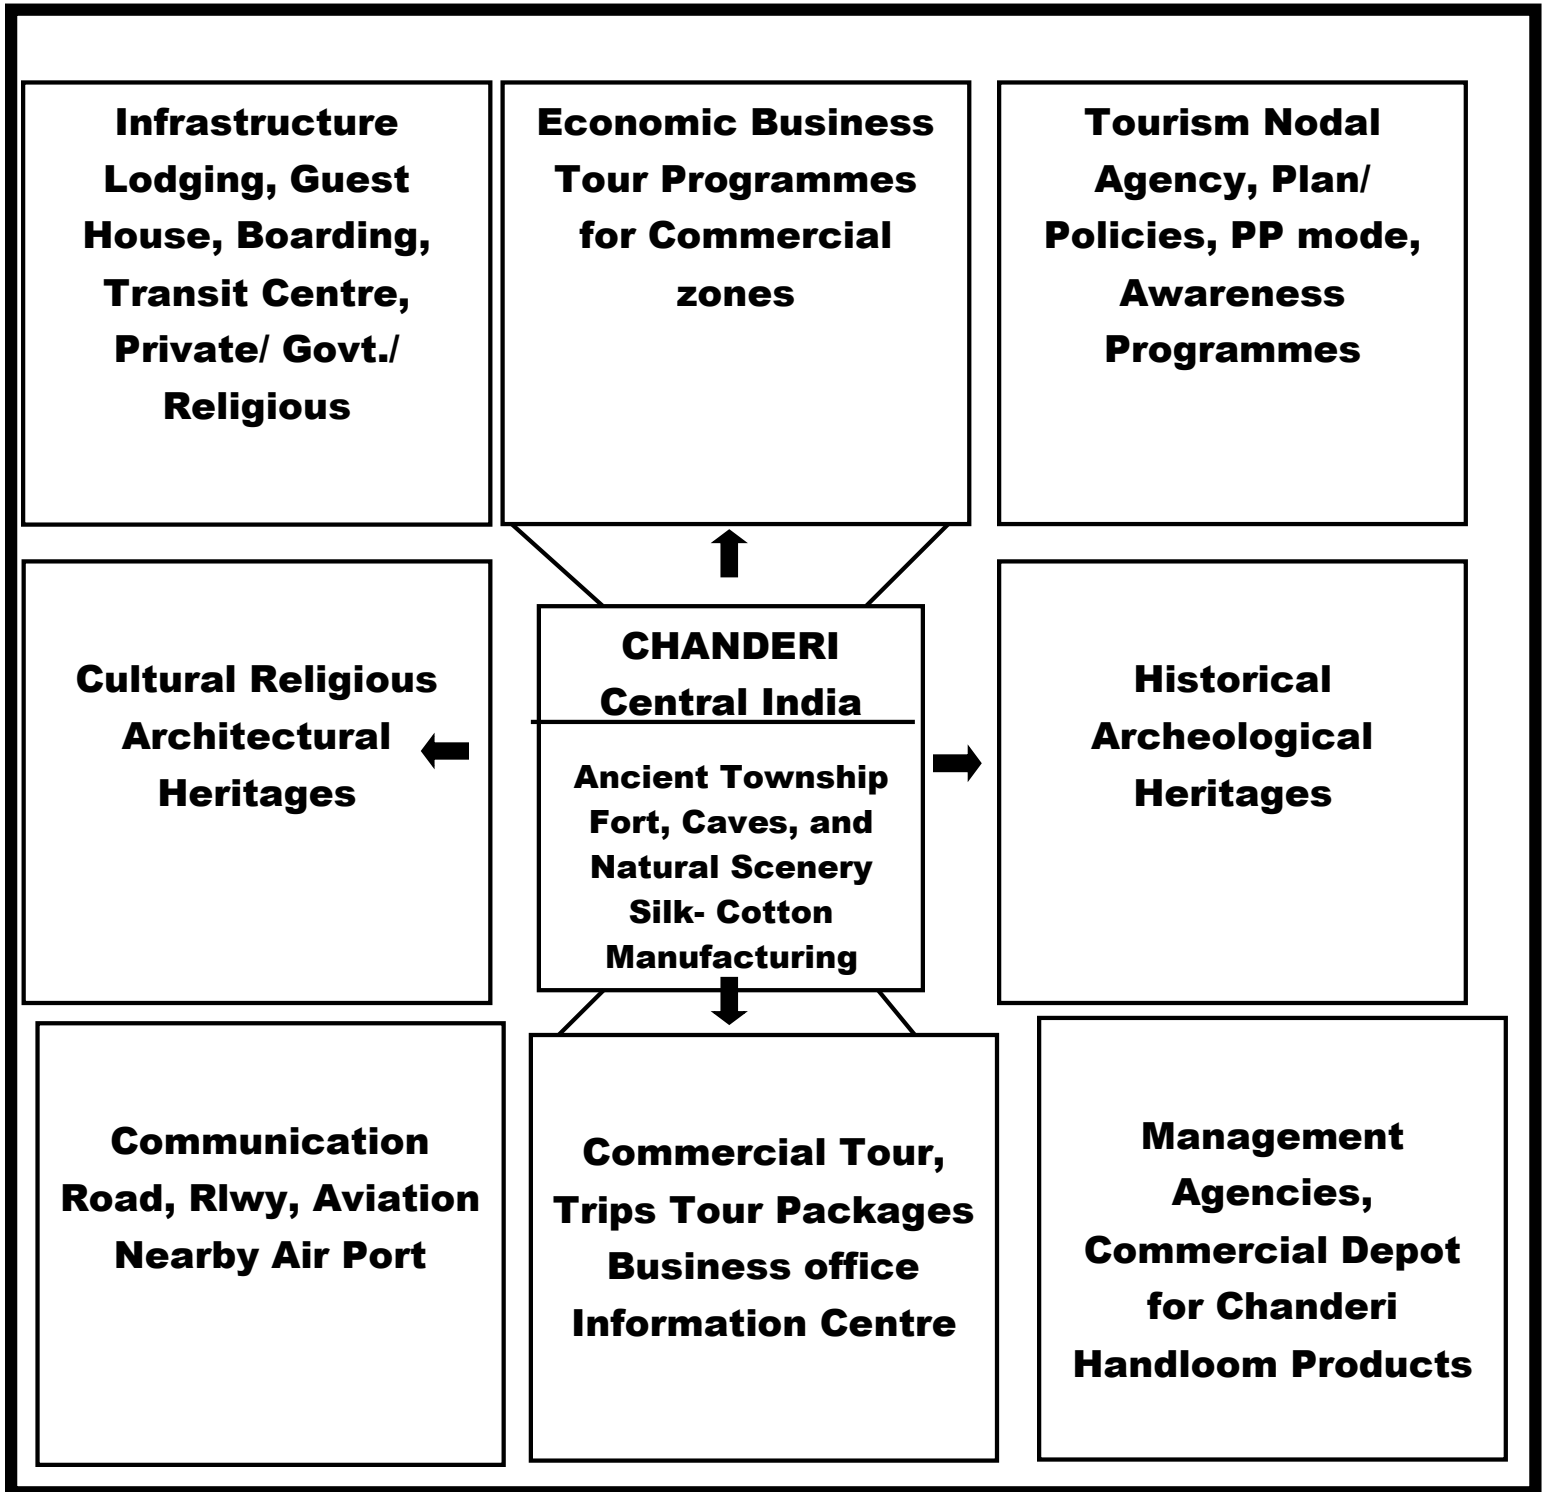 Infrastructure
Lodging, Guest
House, Boarding,
Transit Centre,
Private/ Govt./
Religious
Economic Business
Tour Programmes
for Commercial
zones
Tourism Nodal
Agency, Plan/
Policies, PP mode,
Awareness
Programmes
Cultural Religious
Architectural
Heritages
CHANDERI
Central India
Ancient Township
Fort, Caves, and
Natural Scenery
Silk- Cotton
Manufacturing
Historical
Archeological
Heritages
Communication
Road, Rlwy, Aviation
Nearby Air Port
Commercial Tour,
Trips Tour Packages
Business office
Information Centre
Management
Agencies,
Commercial Depot
for Chanderi
Handloom Products